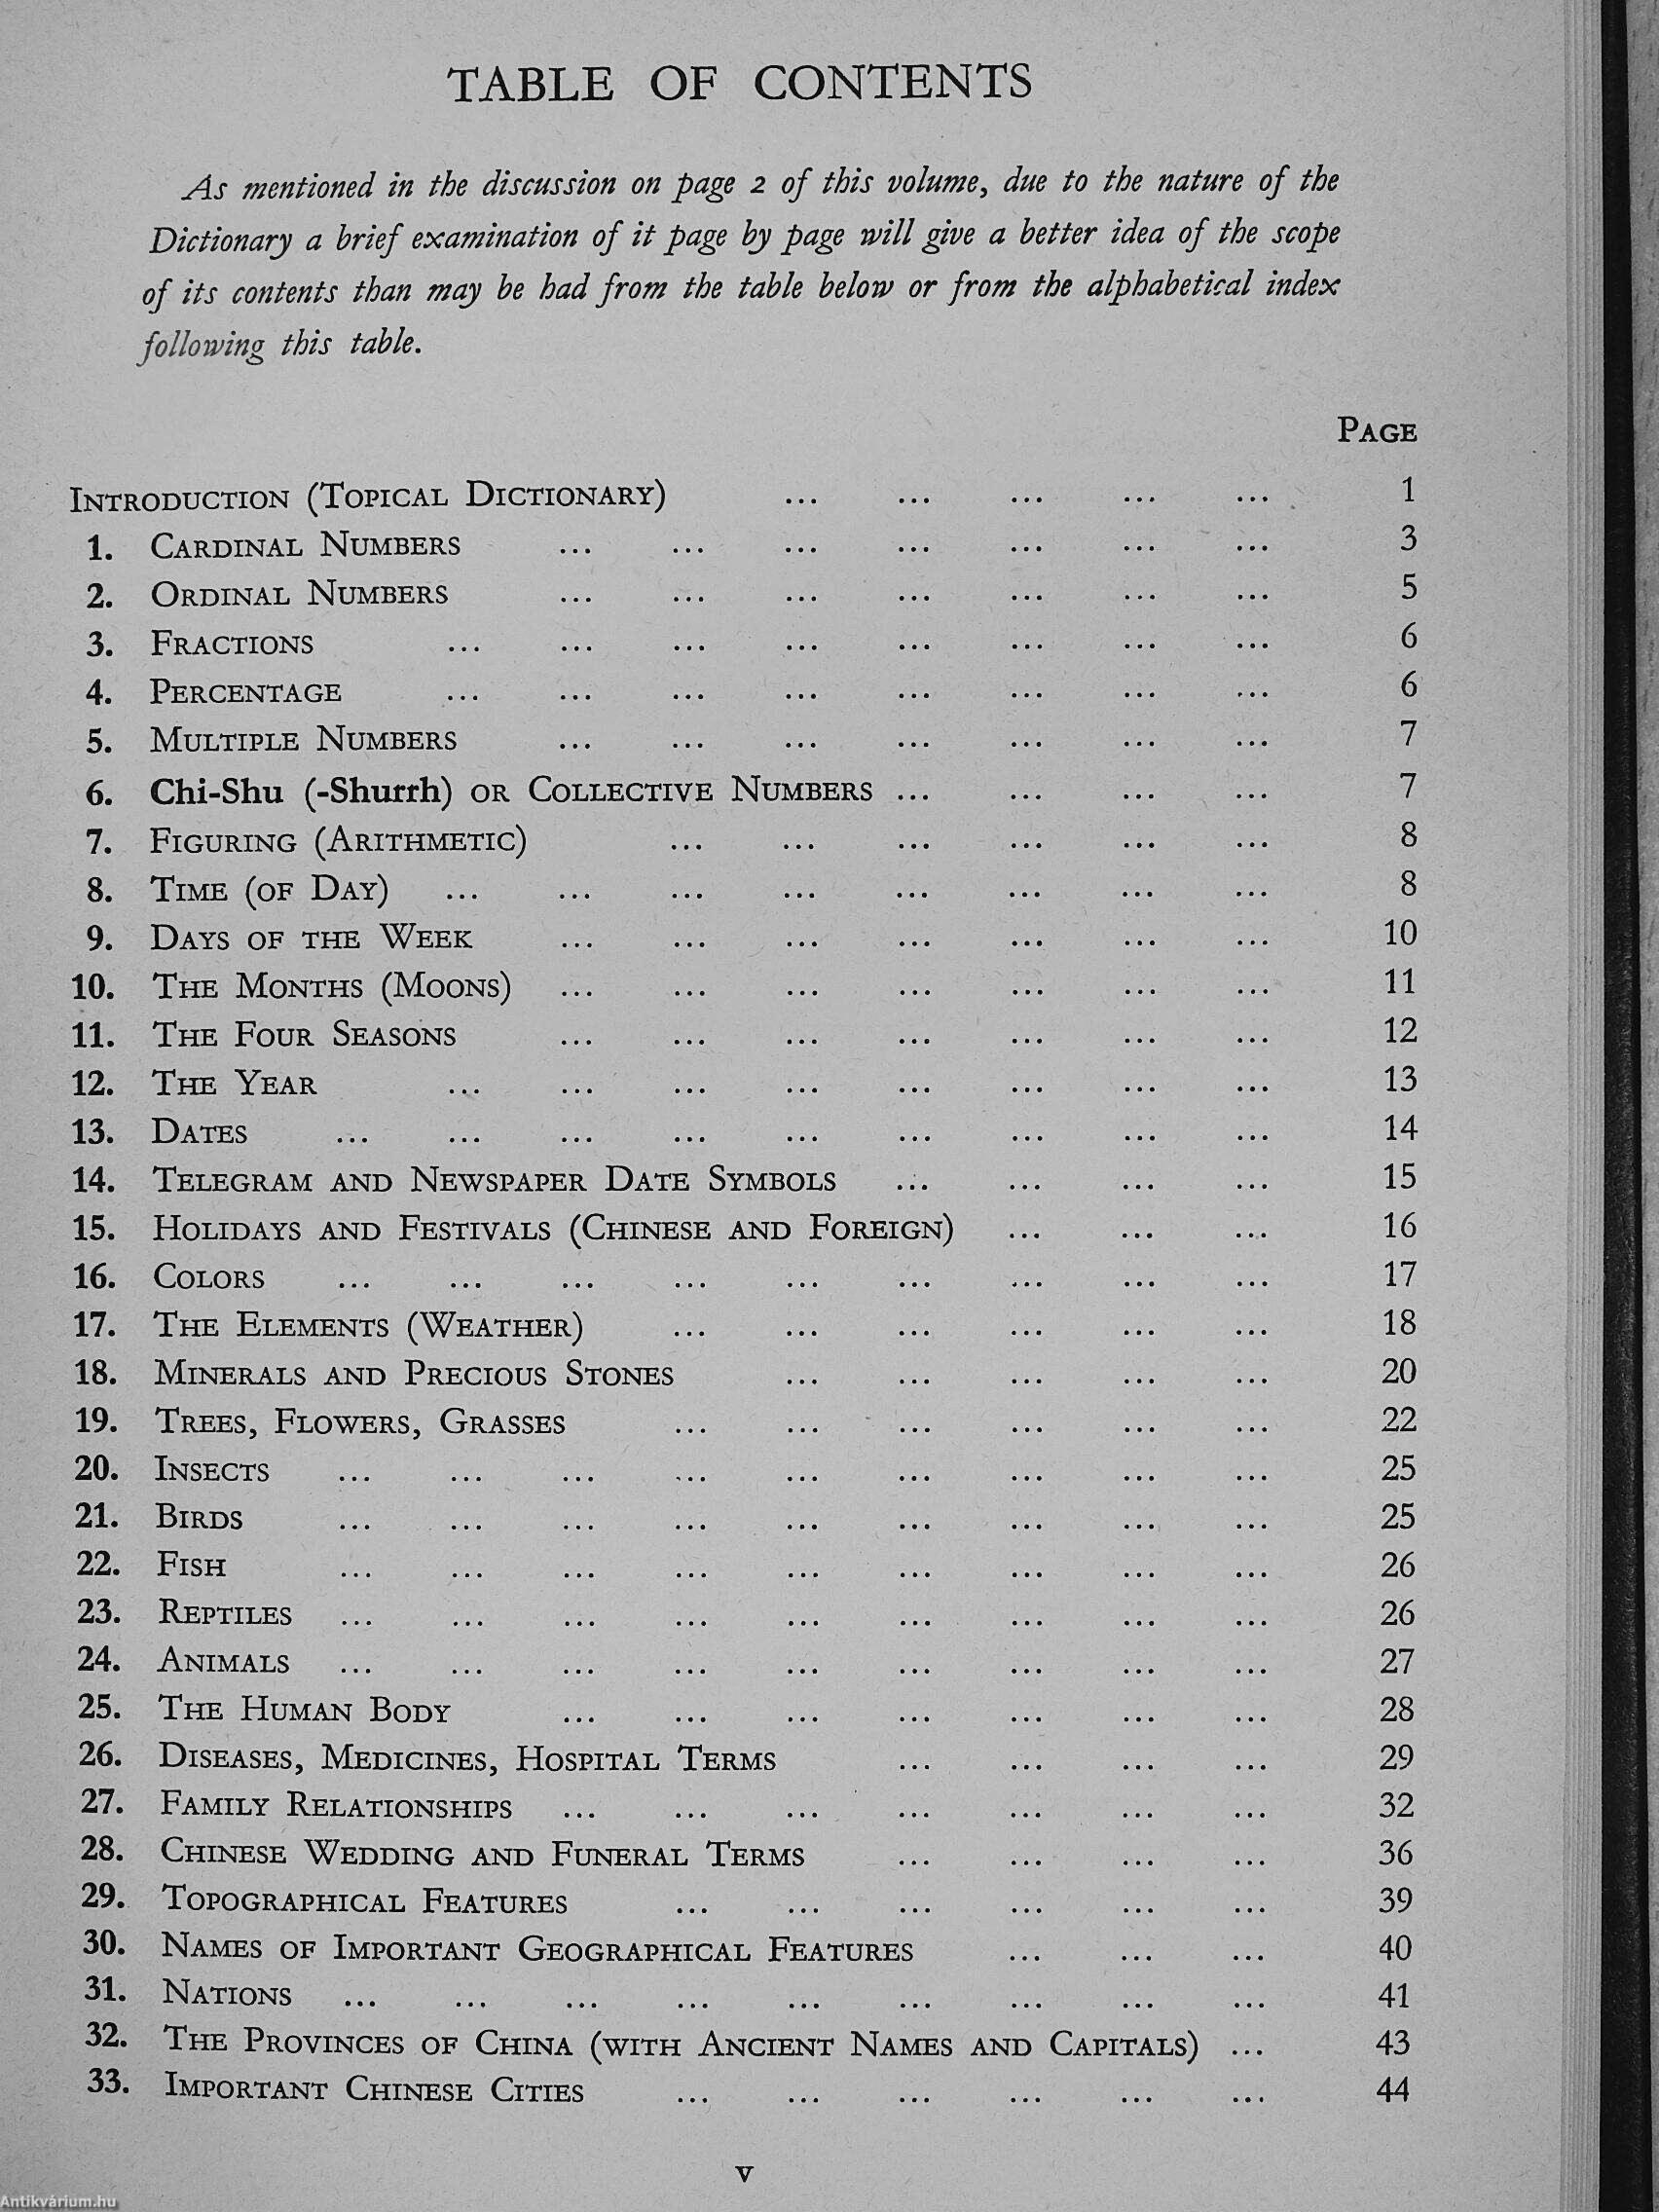 TABLE OF CONTENTS
As mentioned in the discussion on page 2 of this volume, due to the nature of the
Dictionary a brief examination of it page by page will give a better idea of the scope
of its contents than may be had from the table below or from the alphabetical index
following this table.
PAGE
INTRODUCTION (TOPICAL DICTIONARY) ... ... ... ... ... 1
1. CARDINAL NUMBERS ... ... ... ... ... ... ... 3
2. ORDINAL NUMBERS ... ... ... ... ... ... ... 5
3. FRACTIONS ... ... ... ... ... ... ... ... 6
4. PERCENTAGE ... ... ... ... ... ... ... ... 6
5. MULTIPLE NUMBERS ... ... ... ... ... ... ... 7
6. Chi-Shu (-Shurrh) OR COLLECTIVE NUMBERS ... ... ... ... 7
7. FIGURING (ARITHMETIC) ... ... ... ... ... ... 8
8. TIME (OF DAY) ... ... ... ... ... ... ... ... 8
9. DAYS OF THE WEEK ... ... ... ... ... ... ... 10
10. THE MONTHS (MOONS) ... ... ... ... ... ... ... 11
11. THE FOUR SEASONS ... ... ... ... ... ... ... 12
12. THE YEAR ... ... ... ... ... ... ... ... 13
13. DATES ... ... ... ... ... ... ... ... ... 14
14. TELEGRAM AND NEWSPAPER DATE SYMBOLS ... ... ... ... 15
15. HOLIDAYS AND FESTIVALS (CHINESE AND FOREIGN) ... ... ... 16
16. COLORS ... ... ... ... ... ... ... ... ... 17
17. THE ELEMENTS (WEATHER) ... ... ... ... ... ... 18
18. MINERALS AND PRECIOUS STONES ... ... ... ... ... 20
19. TREES, FLOWERS, GRASSES ... ... ... ... ... ... 22
20. INSECTS ... ... ... ... ... ... ... ... ... 25
21. BIRDS ... ... ... ... ... ... ... ... ... 25
22. FISH ... ... ... ... ... ... ... ... ... 26
23. REPTILES ... ... ... ... ... ... ... ... ... 26
24. ANIMALS ... ... ... ... ... ... ... ... ... 27
25. THE HUMAN BODY ... ... ... ... ... ... ... 28
26. DISEASES, MEDICINES, HOSPITAL TERMS ... ... ... ... 29
27. FAMILY RELATIONSHIPS ... ... ... ... ... ... ... 32
28. CHINESE WEDDING AND FUNERAL TERMS ... ... ... ... 36
29. TOPOGRAPHICAL FEATURES ... ... ... ... ... ... 39
30. NAMES OF IMPORTANT GEOGRAPHICAL FEATURES ... ... ... 40
31. NATIONS ... ... ... ... ... ... ... ... ... 41
32. THE PROVINCES OF CHINA (WITH ANCIENT NAMES AND CAPITALS) ... 43
33. IMPORTANT CHINESE CITIES ... ... ... ... ... ... 44
v
Antikvárium.hu